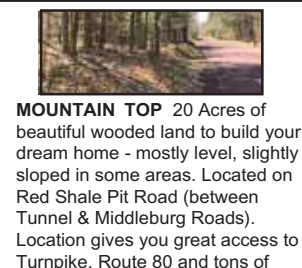 MOUNTAIN TOP 20 Acres of
beautiful wooded land to build your
dream home - mostly level, slightly
sloped in some areas. Located on
Red Shale Pit Road (between
Tunnel & Middleburg Roads).
Location gives you great access to
Turnpike, Route 80 and tons of